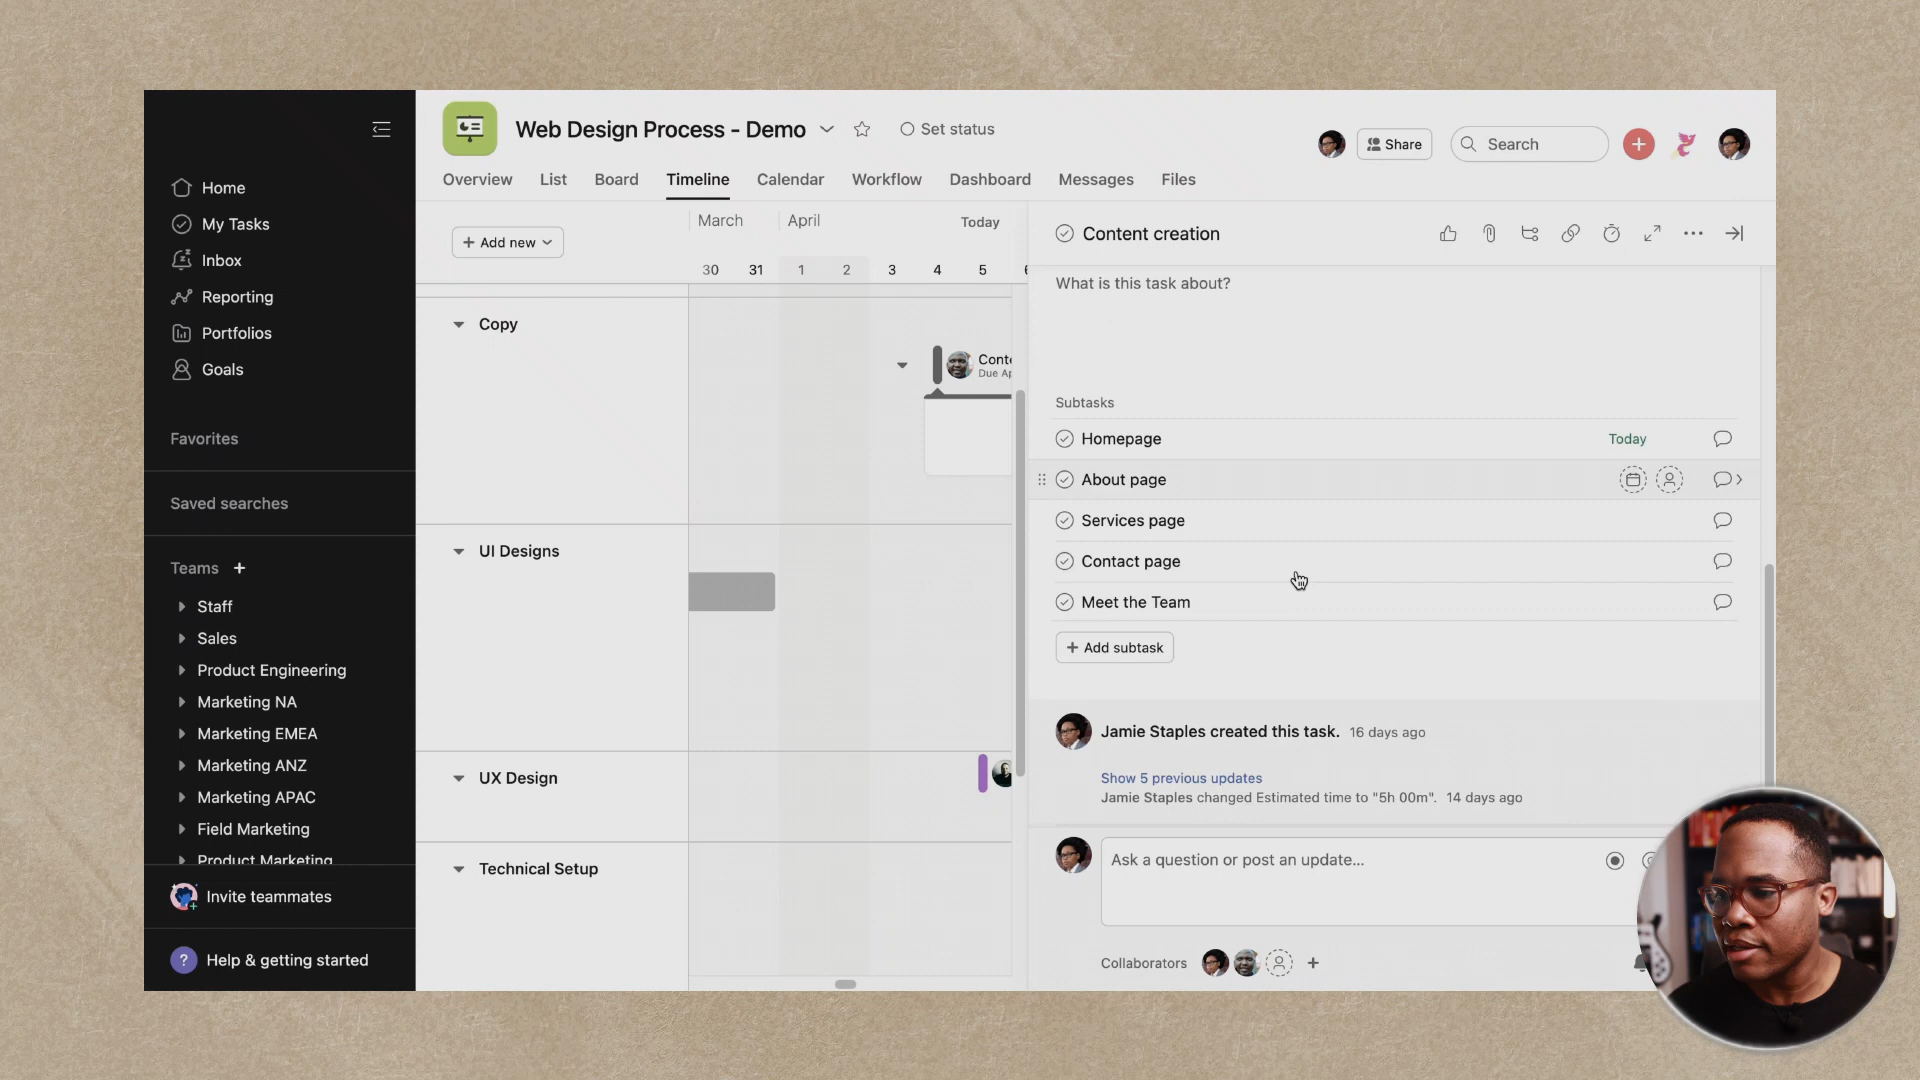 Web Design Process - Demo
Set status
Share
Search
Overview
List
Board
Timeline
Calendar
Workflow
Dashboard
Messages
Files
Home
My Tasks
Inbox
Reporting
Portfolios
Goals
Favorites
Saved searches
Teams +
Staff
Sales
Product Engineering
Marketing NA
Marketing EMEA
Marketing ANZ
Marketing APAC
Field Marketing
Product Marketing
Invite teammates
? Help & getting started
+ Add new
March
April
Today
30 31 1 2 3 4 5
Copy
Conte
Due Ap
UI Designs
UX Design
Technical Setup
Content creation
What is this task about?
Subtasks
Homepage
Today
About page
Services page
Contact page
Meet the Team
+ Add subtask
Jamie Staples created this task. 16 days ago
Show 5 previous updates
Jamie Staples changed Estimated time to "5h 00m". 14 days ago
Ask a question or post an update...
Collaborators